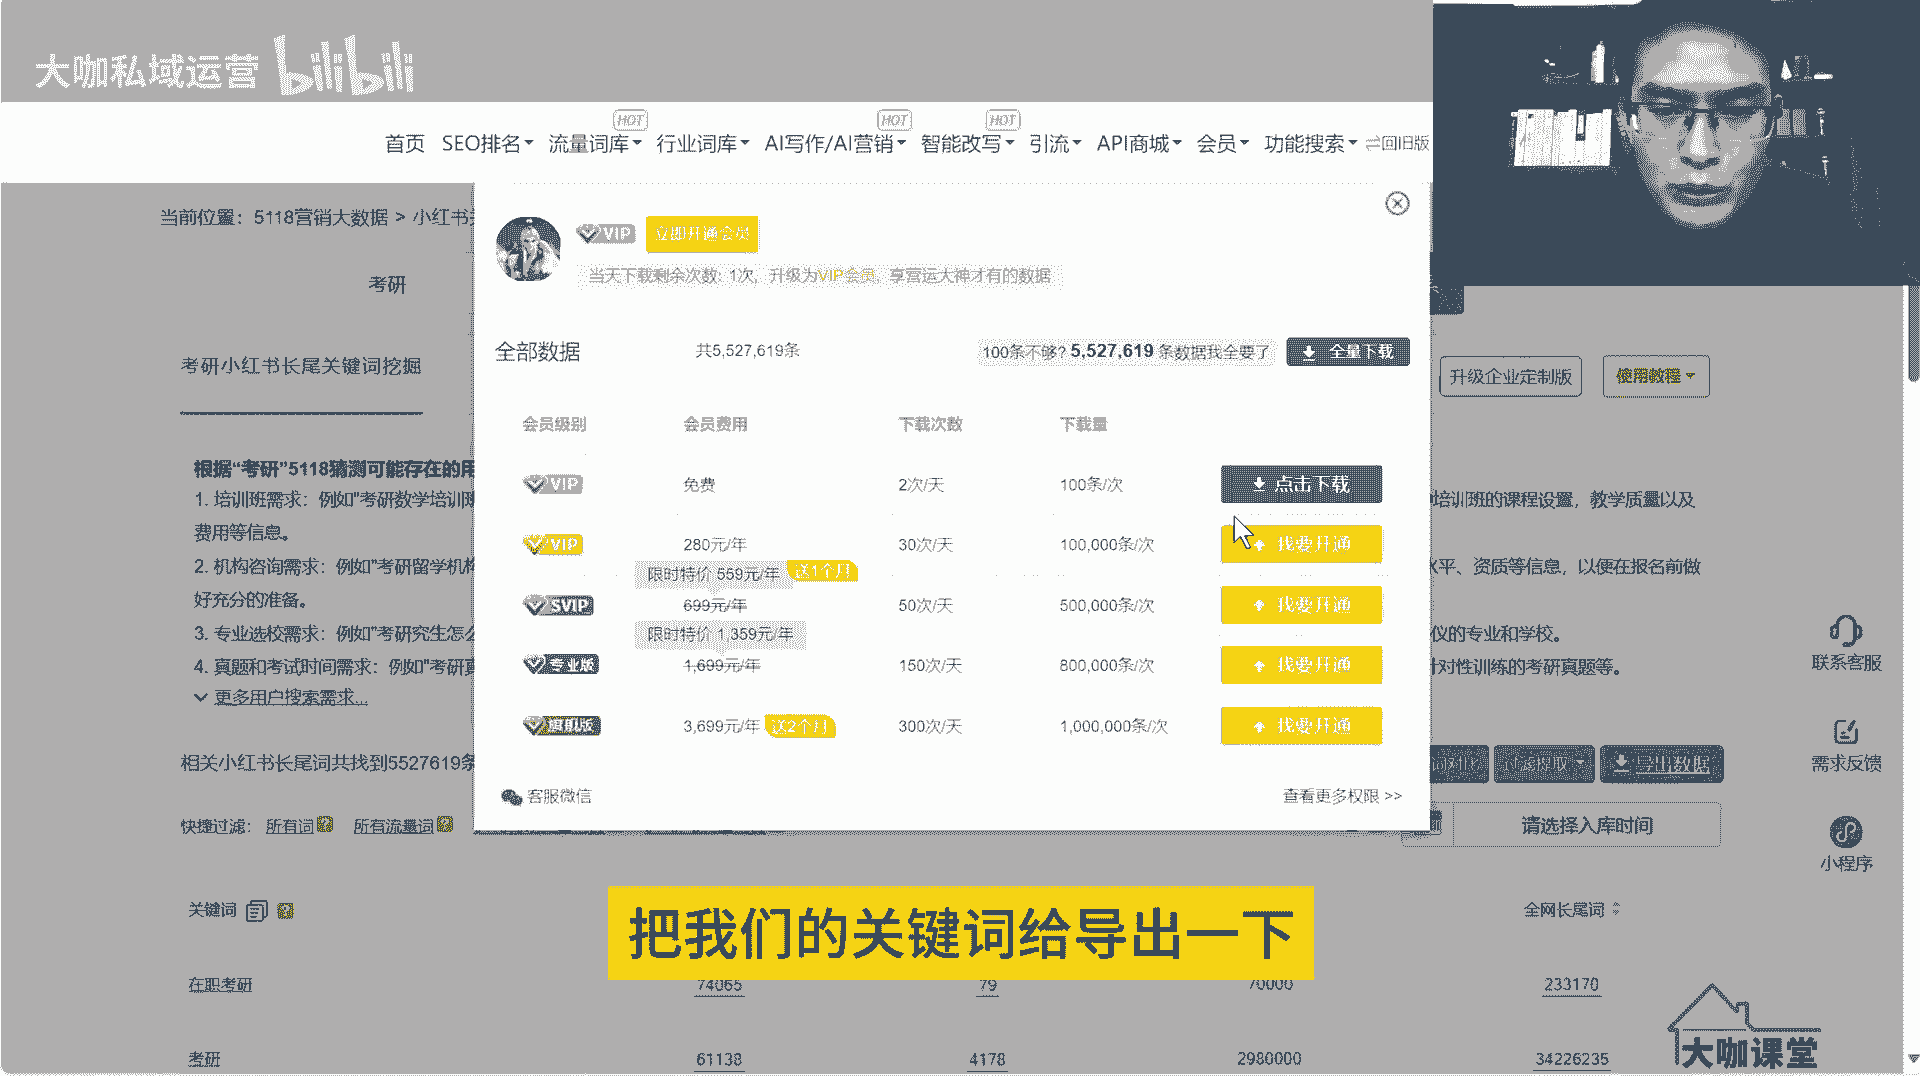 大咖私域运营 bilibili
HOT HOT HOT
首页 SEO排名 流量词库 行业词库 AI写作/AI营销 智能改写 引流 API商城 会员 功能搜索 回旧版
当前位置：5118营销大数据 > 小红书
VIP 立即开通会员
当天下载剩余次数: 1次，升级为VIP会员，享营运大神才有的数据
考研
全部数据 共5,527,619条 100条不够? 5,527,619 条数据我全要了 全量下载
考研小红书长尾关键词挖掘
升级企业定制版 使用教程
会员级别 会员费用 下载次数 下载量
根据“考研”5118猜测可能存在的用
VIP 免费 2次/天 100条/次 点击下载
1. 培训班需求：例如"考研数学培训班
培训班的课程设置，教学质量以及
费用等信息。
VIP 280元/年 30次/天 100,000条/次 我要开通
2. 机构咨询需求：例如"考研留学机构
水平、资质等信息，以便在报名前做
限时特价 559元/年 送1个月
好充分的准备。
SVIP 699元/年 50次/天 500,000条/次 我要开通
3. 专业选校需求：例如"考研究生怎么
仪的专业和学校。
限时特价 1,359元/年
4. 真题和考试时间需求：例如"考研真
对性训练的考研真题等。
专业版 1,699元/年 150次/天 800,000条/次 我要开通
更多用户搜索需求...
旗舰版 3,699元/年 送2个月 300次/天 1,000,000条/次 我要开通
联系客服
需求反馈
小程序
相关小红书长尾词共找到5527619条
导出数据
客服微信 查看更多权限 >>
快捷过滤： 所有词 所有流量词
请选择入库时间
关键词 全网长尾词
把我们的关键词给导出一下
在职考研 74065 79 70000 233170
考研 61138 4178 2980000 34226235
大咖课堂